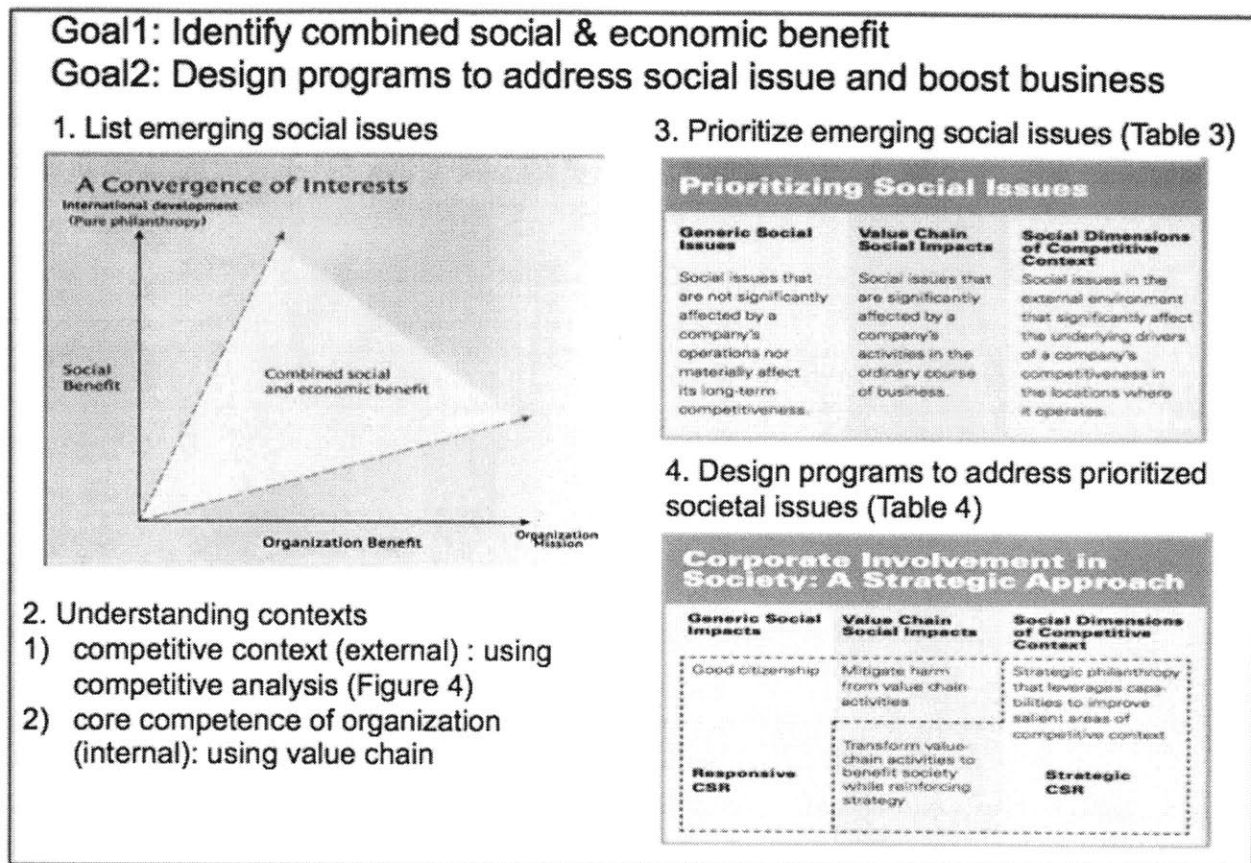 Goal1: Identify combined social & economic benefit
Goal2: Design programs to address social issue and boost business
1. List emerging social issues
A Convergence of Interests
International development
(Pure philanthropy)
Social
Benefit
Combined social
and economic benefit
Organization Benefit
Organization
Mission
2. Understanding contexts
1) competitive context (external) : using
competitive analysis (Figure 4)
2) core competence of organization
(internal): using value chain
3. Prioritize emerging social issues (Table 3)
Prioritizing Social Issues
Generic Social
Issues
Social issues that
are not significantly
affected by a
company's
operations nor
materially affect
its long-term
competitiveness.
Value Chain
Social Impacts
Social issues that
are significantly
affected by a
company's
activities in the
ordinary course
of business.
Social Dimensions
of Competitive
Context
Social issues in the
external environment
that significantly affect
the underlying drivers
of a company's
competitiveness in
the locations where
it operates.
4. Design programs to address prioritized
societal issues (Table 4)
Corporate Involvement in
Society: A Strategic Approach
Generic Social
Impacts
Good citizenship
Responsive
CSR
Value Chain
Social Impacts
Mitigate harm
from value chain
activities
Transform value-
chain activities to
benefit society
while reinforcing
strategy
Social Dimensions
of Competitive
Context
Strategic philanthropy
that leverages capa-
bilities to improve
salient areas of
competitive context
Strategic
CSR